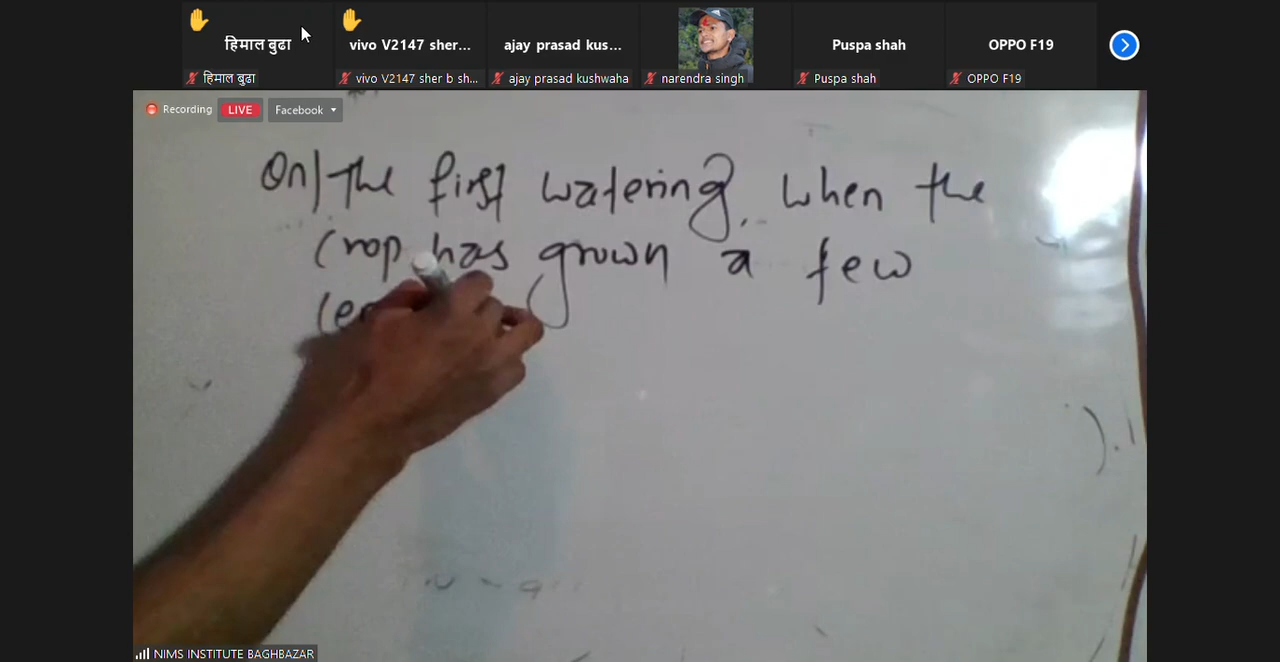 हिमाल बुढा
vivo V2147 sher...
ajay prasad kus...
Puspa shah
OPPO F19
हिमाल बुढा
vivo V2147 sher b sh...
ajay prasad kushwaha
narendra singh
Puspa shah
OPPO F19
Recording
LIVE
Facebook
On/the first watering, when the
crop has grown a few
NIMS INSTITUTE BAGHBAZAR